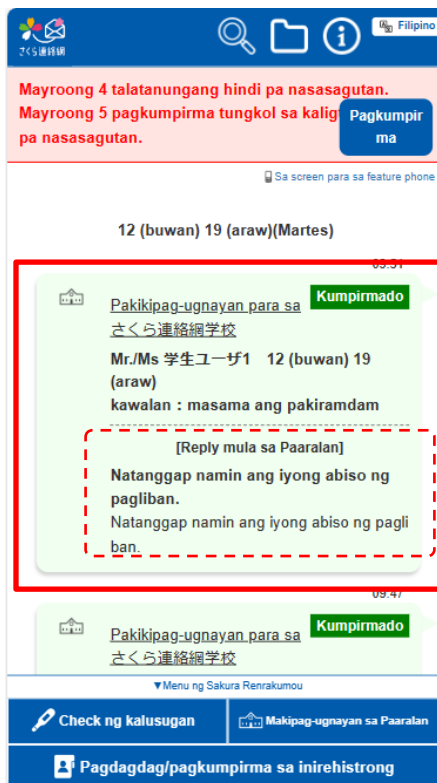 さくら連絡網
Filipino
Mayroong 4 talatanungang hindi pa nasasagutan.
Mayroong 5 pagkumpirma tungkol sa kalig
pa nasasagutan.
Pagkumpir
ma
Sa screen para sa feature phone
12 (buwan) 19 (araw)(Martes)
09:51
Kumpirmado
Pakikipag-ugnayan para sa
さくら連絡網学校
Mr./Ms 学生ユーザ1 12 (buwan) 19
(araw)
kawalan：masama ang pakiramdam
[Reply mula sa Paaralan]
Natanggap namin ang iyong abiso ng
pagliban.
Natanggap namin ang iyong abiso ng pagli
ban.
09:47
Kumpirmado
Pakikipag-ugnayan para sa
さくら連絡網学校
▼Menu ng Sakura Renrakumou
Check ng kalusugan
Makipag-ugnayan sa Paaralan
Pagdagdag/pagkumpirma sa inirehistrong